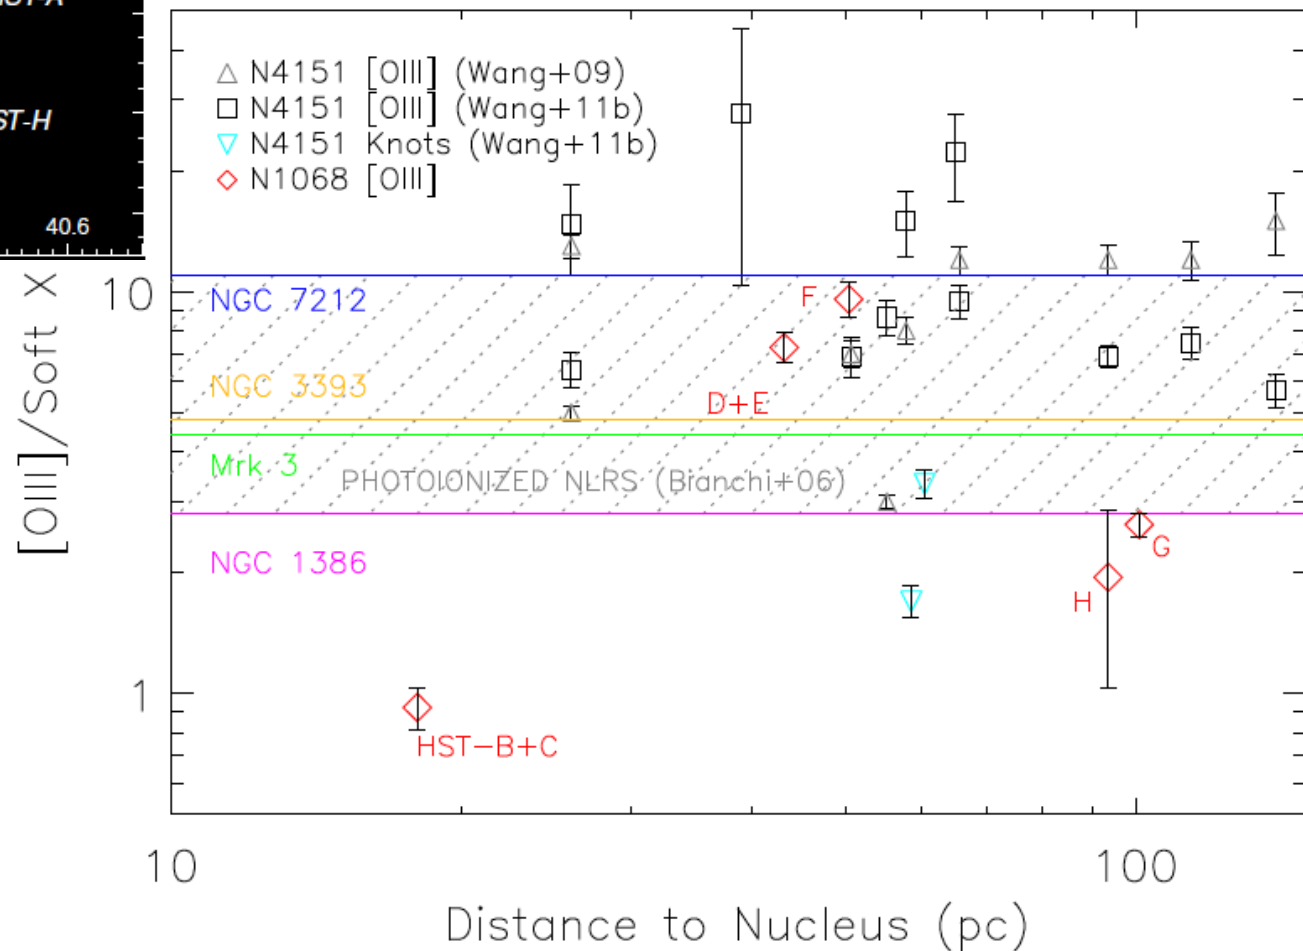 ST-H
40.6
N4151 [OIII] (Wang+09)
N4151 [OIII] (Wang+11b)
N4151 Knots (Wang+11b)
N1068 [OIII]
[OIII]/Soft X
10
1
NGC 7212
F
NGC 3393
D+E
Mrk 3
PHOTOIONIZED NLRS (Bianchi+06)
NGC 1386
G
H
HST-B+C
10
100
Distance to Nucleus (pc)